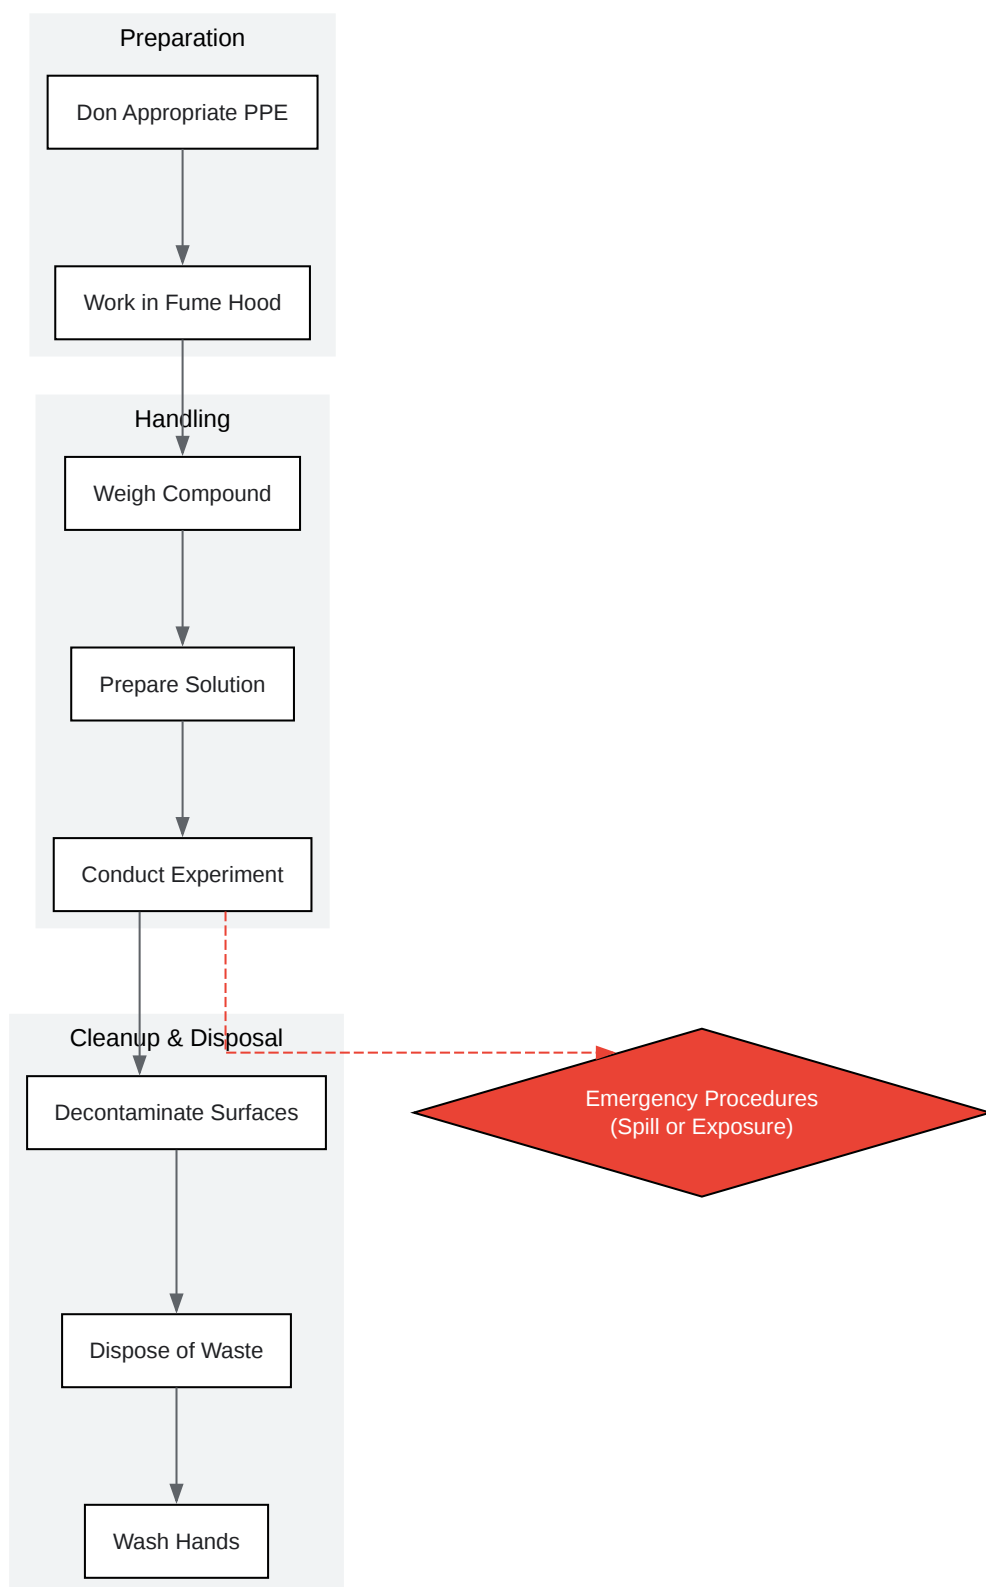 Preparation
Don Appropriate PPE
Work in Fume Hood
Handling
Weigh Compound
Prepare Solution
Conduct Experiment
Cleanup & Disposal
Decontaminate Surfaces
Emergency Procedures
(Spill or Exposure)
Dispose of Waste
Wash Hands